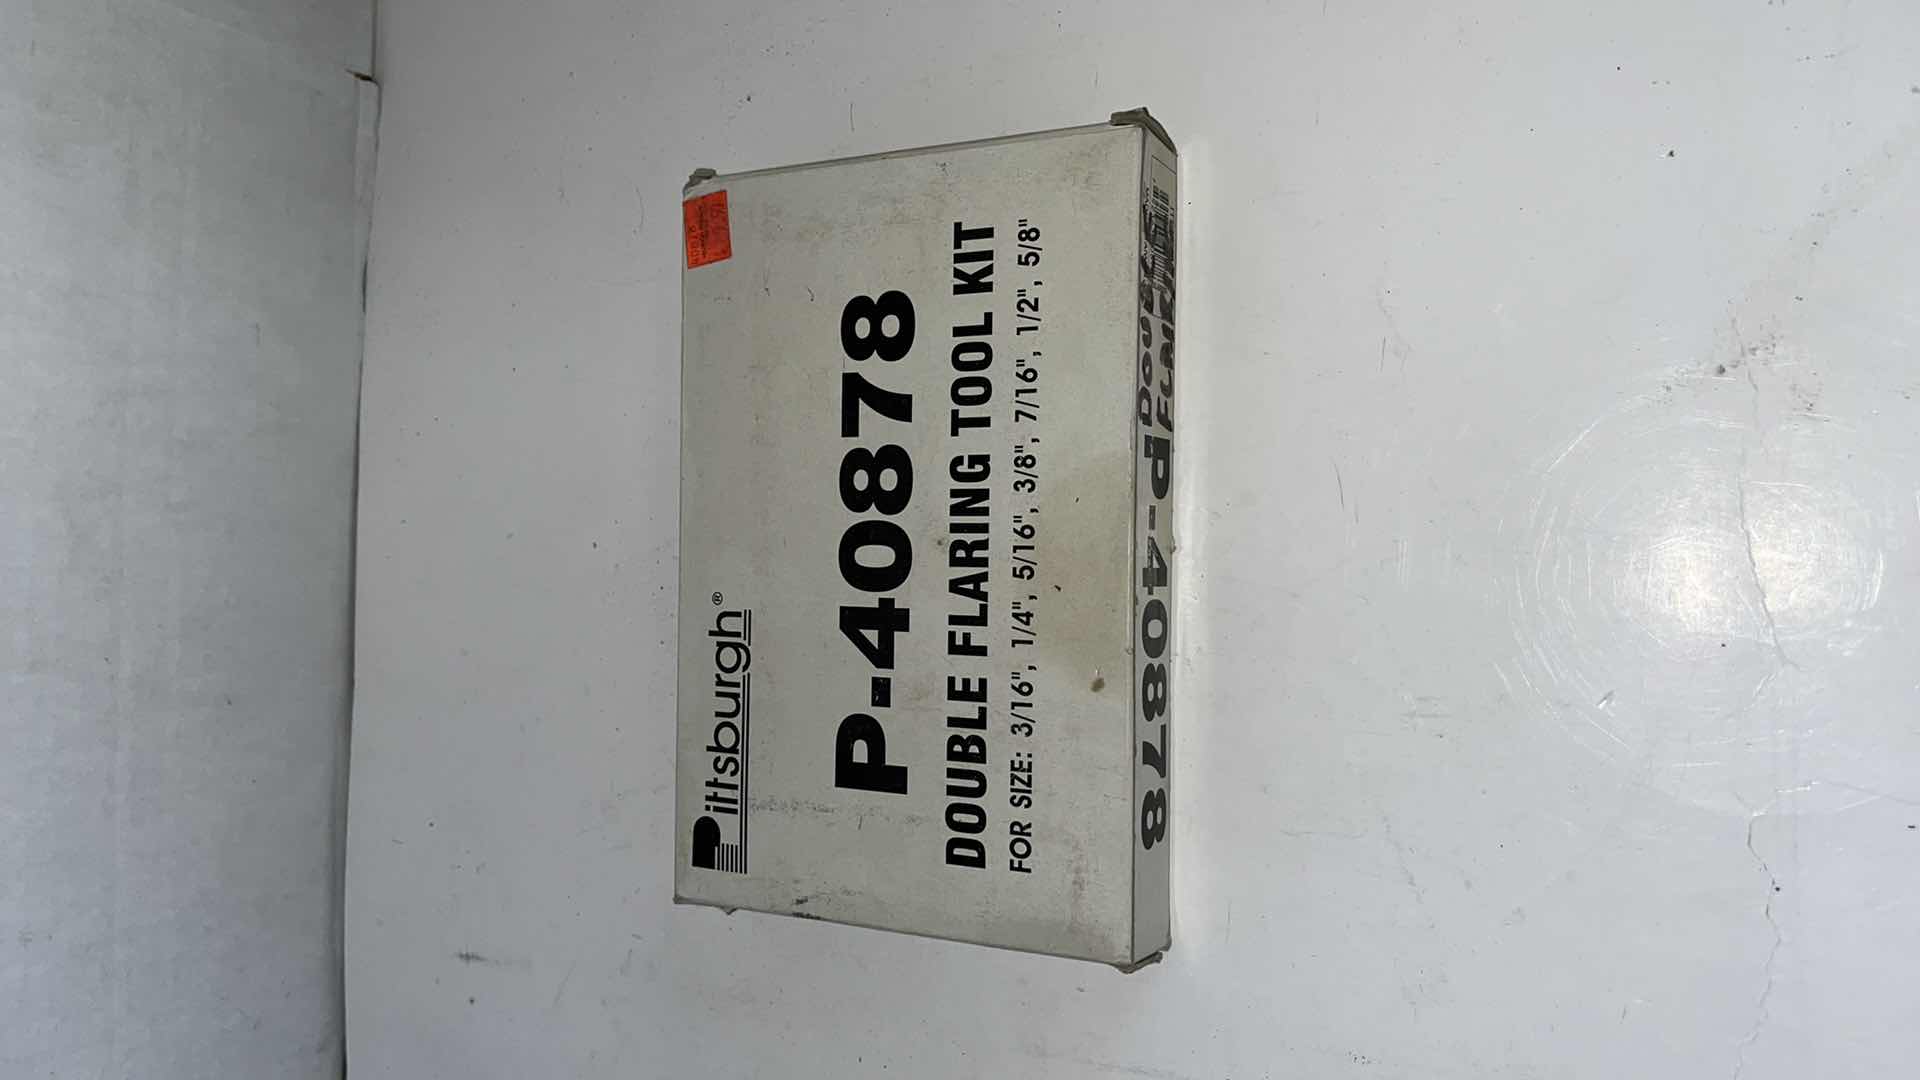 Pittsburgh®
P-40878
DOUBLE FLARING TOOL KIT
FOR SIZE: 3/16", 1/4", 5/16", 3/8", 7/16", 1/2", 5/8"
P-40878